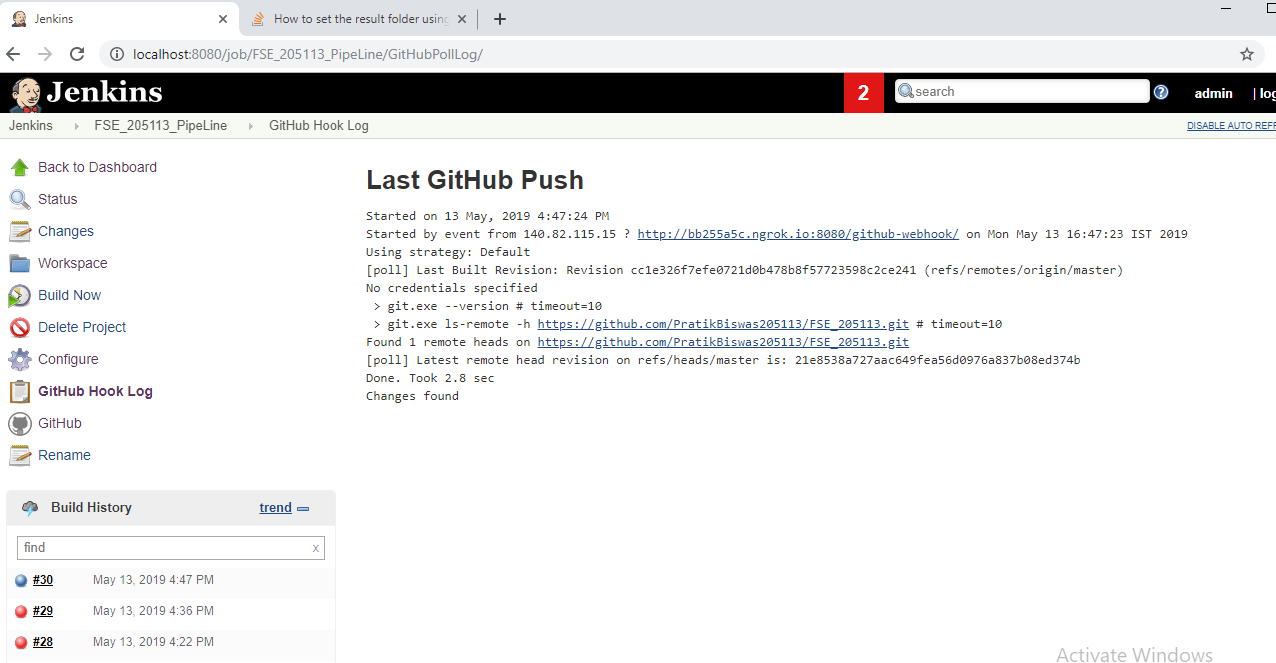 Jenkins
How to set the result folder using
localhost:8080/job/FSE_205113_PipeLine/GitHubPollLog/
Jenkins
2
search
admin
| log
Jenkins
FSE_205113_PipeLine
GitHub Hook Log
DISABLE AUTO REFR
Back to Dashboard
Status
Changes
Workspace
Build Now
Delete Project
Configure
GitHub Hook Log
GitHub
Rename
Last GitHub Push
Started on 13 May, 2019 4:47:24 PM
Started by event from 140.82.115.15 ? http://bb255a5c.ngrok.io:8080/github-webhook/ on Mon May 13 16:47:23 IST 2019
Using strategy: Default
[poll] Last Built Revision: Revision cc1e326f7efe0721d0b478b8f57723598c2ce241 (refs/remotes/origin/master)
No credentials specified
> git.exe --version # timeout=10
> git.exe ls-remote -h https://github.com/PratikBiswas205113/FSE_205113.git # timeout=10
Found 1 remote heads on https://github.com/PratikBiswas205113/FSE_205113.git
[poll] Latest remote head revision on refs/heads/master is: 21e8538a727aac649fea56d0976a837b08ed374b
Done. Took 2.8 sec
Changes found
Build History
trend
find
x
#30 May 13, 2019 4:47 PM
#29 May 13, 2019 4:36 PM
#28 May 13, 2019 4:22 PM
Activate Windows